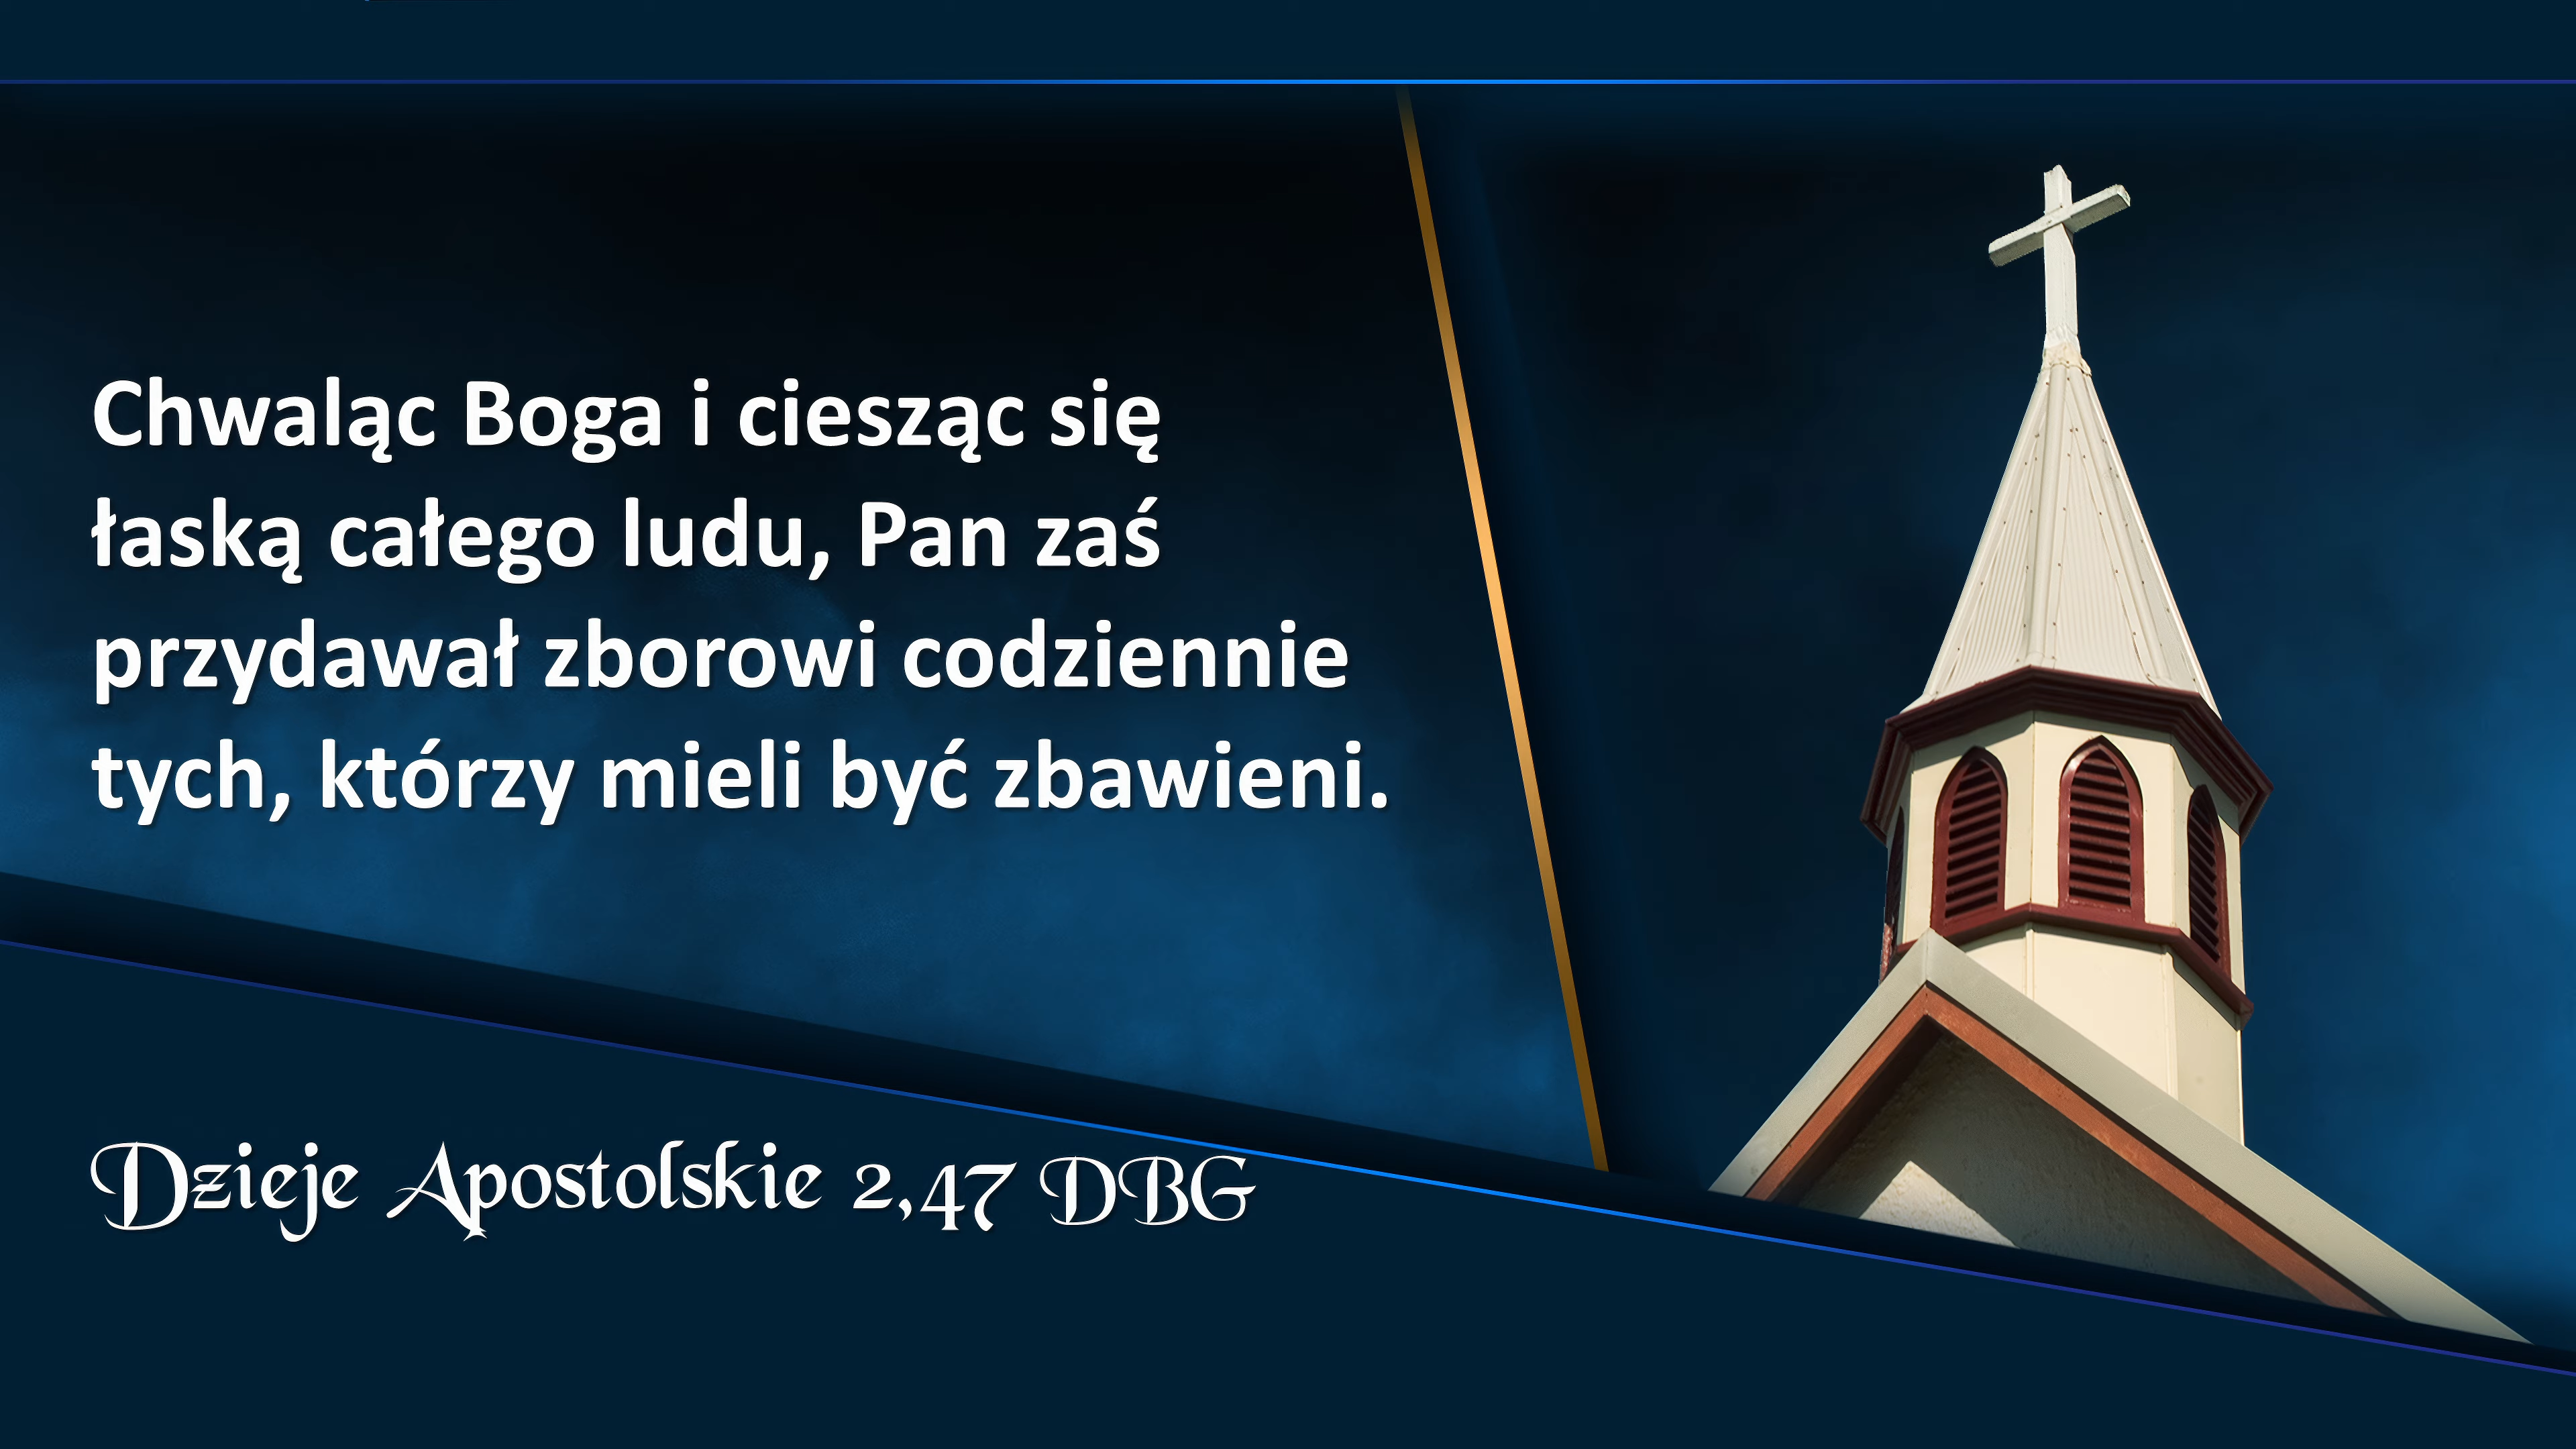 Chwaląc Boga i ciesząc się
łaską całego ludu, Pan zaś
przydawał zborowi codziennie
tych, którzy mieli być zbawieni.
Dzieje Apostolskie 2,47 DBG